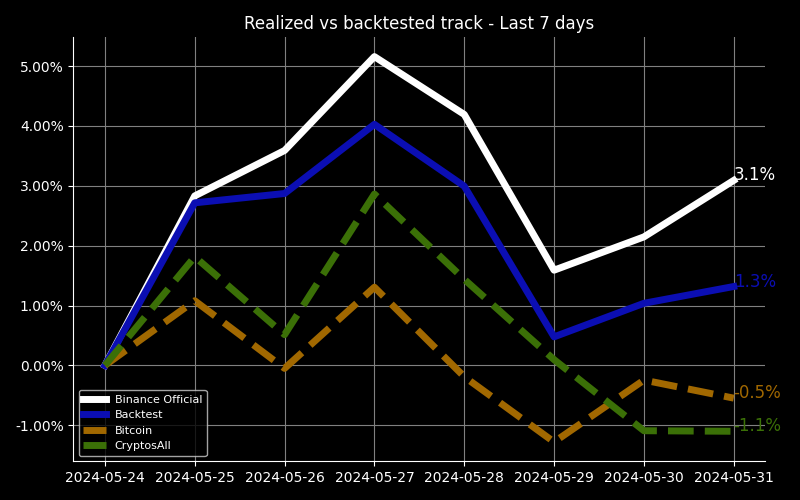 Realized vs backtested track - Last 7 days
5.00%
4.00%
3.00%
2.00%
1.00%
0.00%
-1.00%
3.1%
1.3%
-0.5%
-1.1%
Binance Official
Backtest
Bitcoin
CryptosAll
2024-05-24 2024-05-25 2024-05-26 2024-05-27 2024-05-28 2024-05-29 2024-05-30 2024-05-31